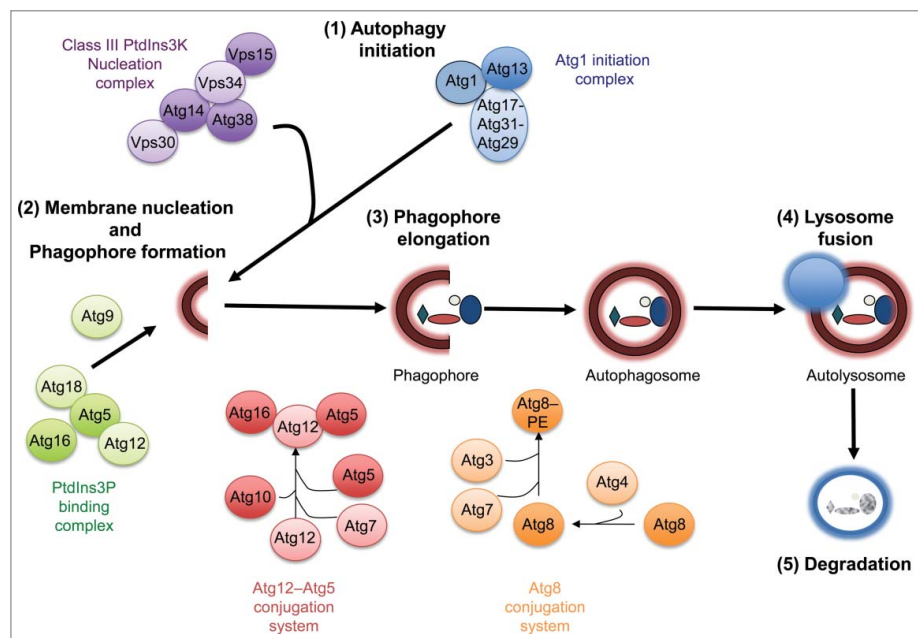 Class III PtdIns3K
Nucleation
complex
Vps15
Vps34
Atg14
Atg38
Vps30
(1) Autophagy
initiation
Atg1
Atg13
Atg17-
Atg31-
Atg29
Atg1 initiation
complex
(2) Membrane nucleation
and
Phagophore formation
(3) Phagophore
elongation
(4) Lysosome
fusion
Atg9
Atg18
Atg5
Atg16
Atg12
PtdIns3P
binding
complex
Phagophore
Autophagosome
Autolysosome
Atg16
Atg12
Atg5
Atg10
Atg5
Atg12
Atg7
Atg12–Atg5
conjugation
system
Atg8–
PE
Atg3
Atg7
Atg4
Atg8
Atg8
Atg8
conjugation
system
(5) Degradation